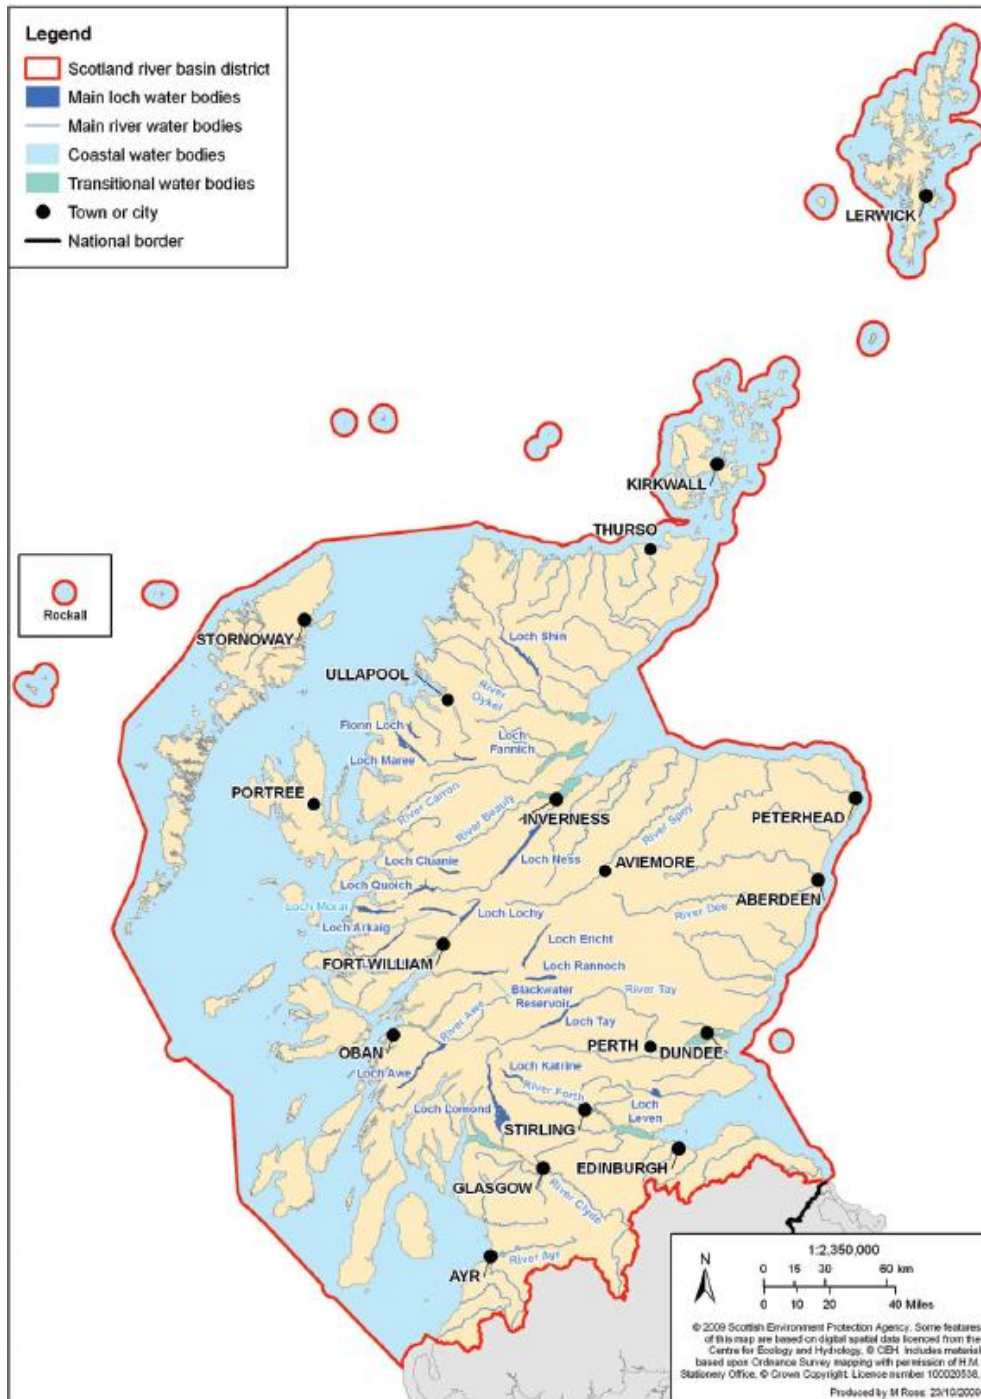 Legend
Scotland river basin district
Main loch water bodies
Main river water bodies
Coastal water bodies
Transitional water bodies
Town or city
National border
LERWICK
KIRKWALL
THURSO
Rockall
STORNOWAY
Loch Shin
ULLAPOOL
River
Oykel
Fionn Loch
Loch
Fannich
Loch Maree
PORTREE
River Carron
River Beauly
INVERNESS
River Spey
PETERHEAD
Loch Cluanie
Loch Ness
AVIEMORE
Loch Quoich
ABERDEEN
Loch Morar
Loch Lochy
River Dee
Loch Arkaig
Loch Ericht
FORT WILLIAM
Loch Rannoch
Blackwater
Reservoir
River Tay
River Awe
Loch Tay
OBAN
PERTH
DUNDEE
Loch Awe
Loch Katrine
River Forth
Loch
Leven
Loch Lomond
STIRLING
EDINBURGH
GLASGOW
River Clyde
River Ayr
AYR
N
1:2,350,000
0 15 30 60 km
0 10 20 40 Miles
© 2009 Scottish Environment Protection Agency. Some features
of this map are based on digital spatial data licenced from the
Centre for Ecology and Hydrology, © CEH. Includes material
based upon Ordnance Survey mapping with permission of H.M.
Stationery Office, © Crown Copyright. Licence number 100020538.
Produced by M Ross: 23/10/2009